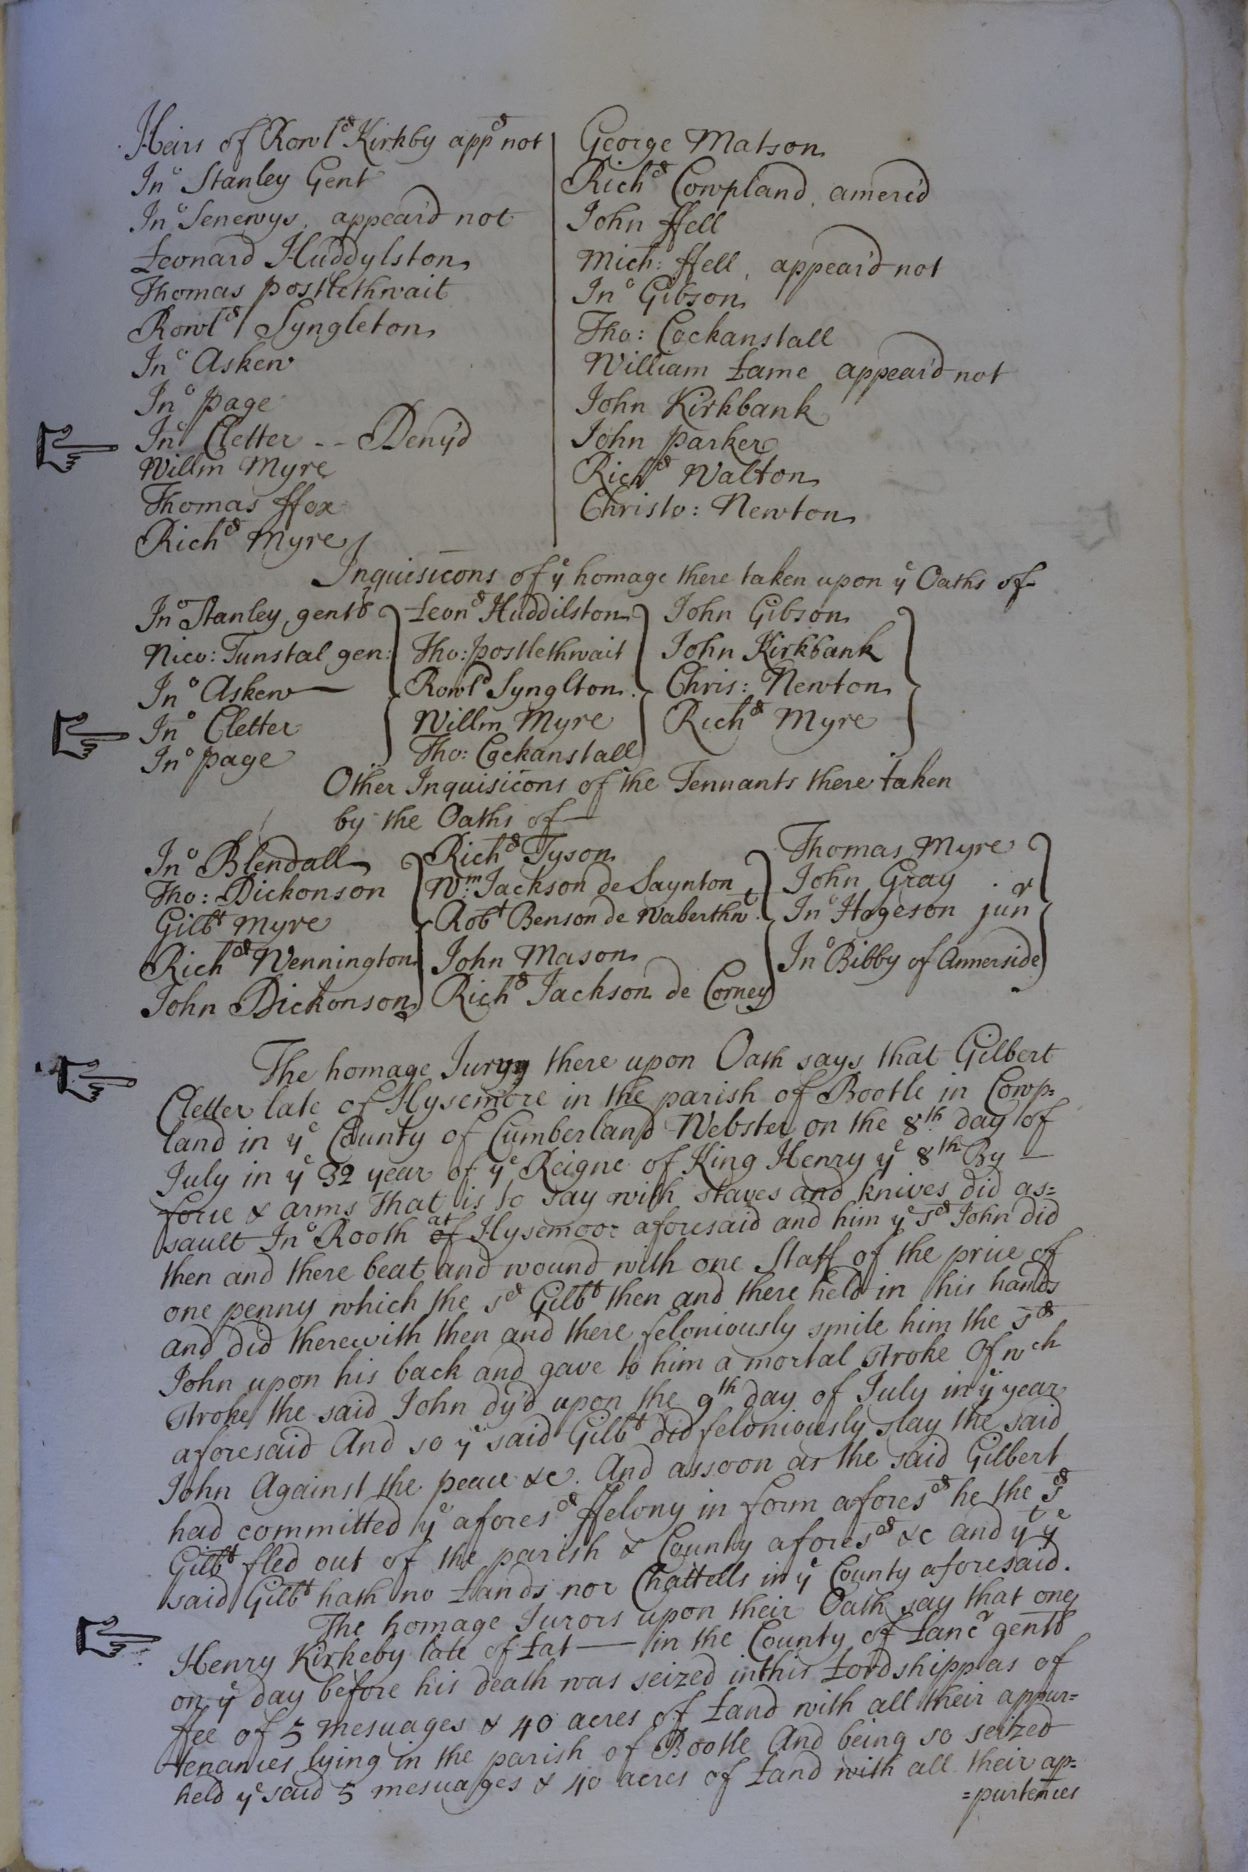 Heirs of Rowld Kirkby appd not
Jno Stanley Gent
Jno Senewys, appear'd not
Leonard Huddylston
Thomas Postlethwait
Rowld Syngleton
Jno Askew
Jno Page
Jno Cletter -- Deny'd
Willm Myre
Thomas ffox
Richd Myre
George Matson
Richd Cowpland, amerc'd
John ffell
Mich: ffell, appear'd not
Jno Gibson
Tho: Cockanstall
William Lame appear'd not
John Kirkbank
John Parker
Richd Walton
Christo: Newton
Inquisicons of ye homage there taken upon ye Oaths of
Jno Stanley, gent
Nico: Tunstal gen:
Jno Askew
Jno Cletter
Jno Page
Leond Huddilston
Tho: Postlethwait
Rowld Synglton
Willm Myre
Tho: Cockanstall
John Gibson
John Kirkbank
Chris: Newton
Richd Myre
Other Inquisicons of the Tennants there taken
by the Oaths of
Jno Blendall
Tho: Dickonson
Gilbt Myre
Richd Wennington
John Dickonson
Richd Tyson
Wm Jackson de Saynton
Robt Benson de Waberthwt
John Mason
Richd Jackson de Corney
Thomas Myre
John Gray
Jno Hogeson junr
Jno Bibby of Annerside
The homage Jury there upon Oath says that Gilbert
Cletter late of Hysemore in the parish of Bootle in Cowp-
land in ye County of Cumberland Webster on the 8th day of
July in ye 32 year of ye Reigne of King Henry ye 8th By
force & arms that is to say with staves and knives did as=
sault Jno Rooth at Hysemoor aforesaid and him ye sd John did
then and there beat and wound with one Staff of the price of
one penny which the sd Gilbt then and there held in his hands
and did therewith then and there feloniously smite him the sd
John upon his back and gave to him a mortal stroke Of wch
stroke the said John dy'd upon the 9th day of July in ye year
aforesaid And so ye said Gilbt did feloniously slay the said
John Against the peace &c. And assoon as the said Gilbert
had committed ye aforesd ffelony in form aforesd he the sd
Gilbt fled out of the parish & County aforesd &c and yt ye
said Gilbt hath no Lands nor Chattells in ye County aforesaid.
The homage Jurors upon their Oath say that one
Henry Kirkeby late of Lat— in the County of Lancr gent
on ye day before his death was seized in this Lordshipp as of
ffee of 5 mesuages & 40 acres of Land with all their appur=
tenances lying in the parish of Bootle And being so seized
held ye said 5 mesuages & 40 acres of Land with all their ap=
=purtences